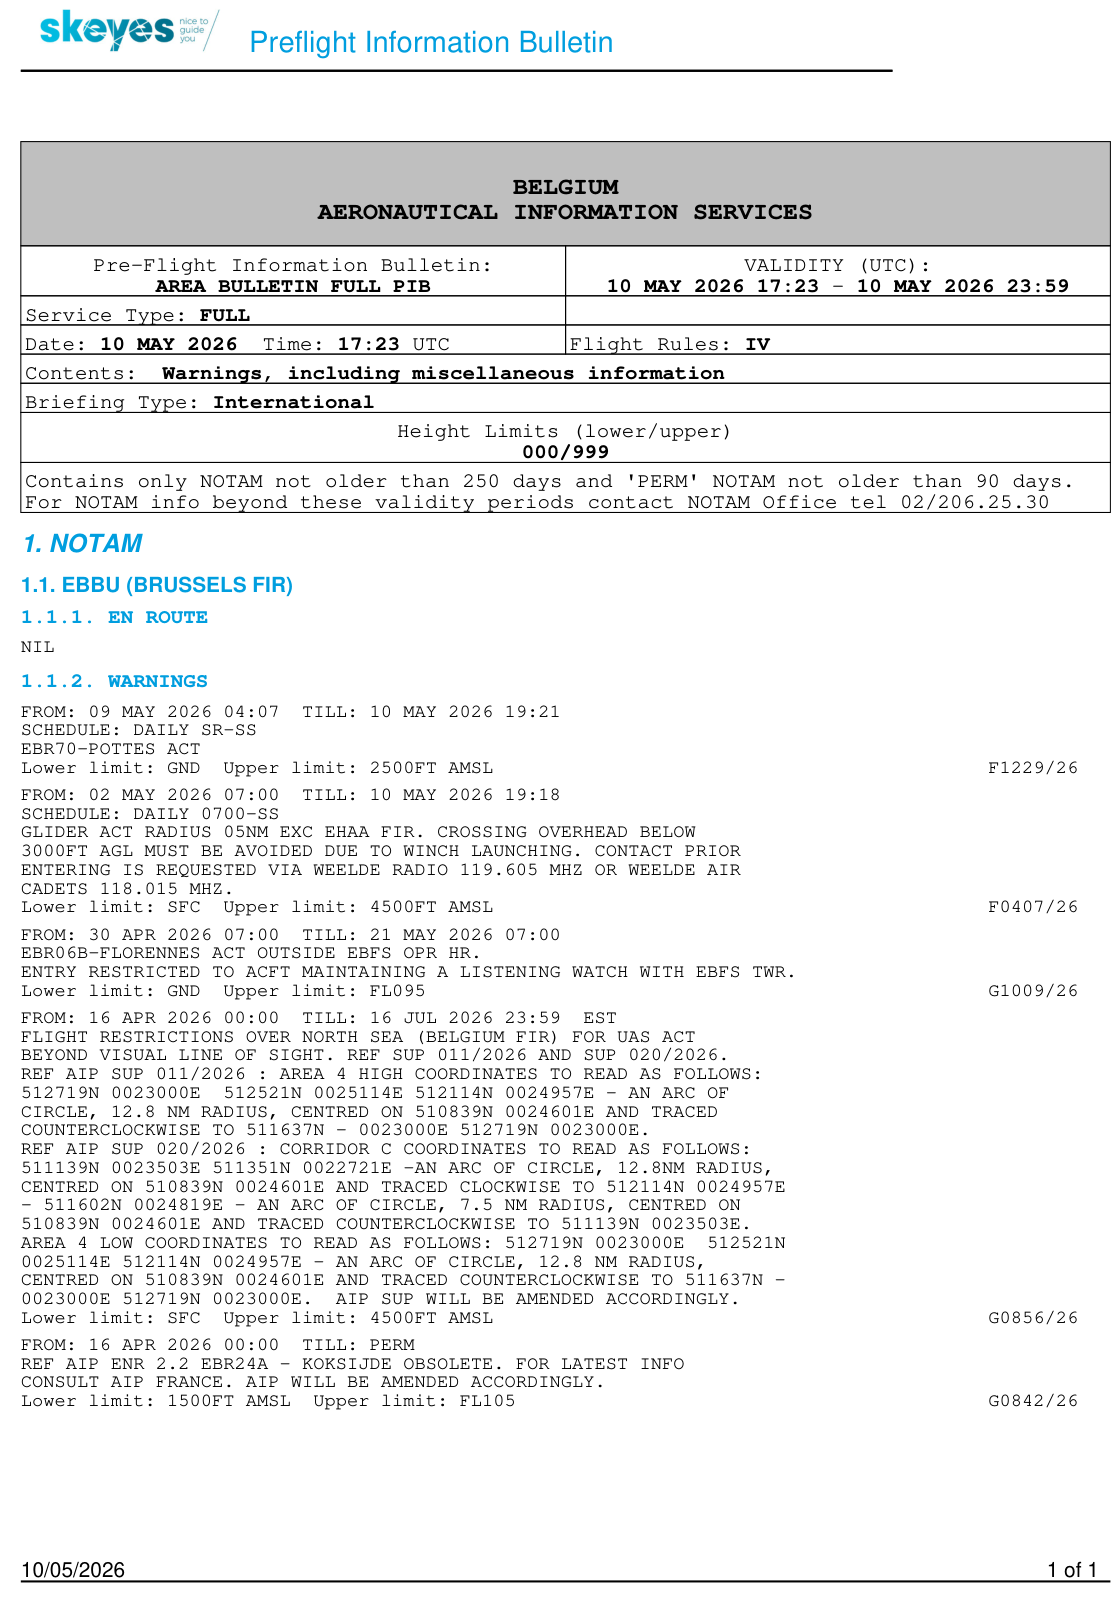 skeyes nice to guide you
Preflight Information Bulletin
BELGIUM
AERONAUTICAL INFORMATION SERVICES
Pre-Flight Information Bulletin:
AREA BULLETIN FULL PIB
VALIDITY (UTC):
10 MAY 2026 17:23 - 10 MAY 2026 23:59
Service Type: FULL
Date: 10 MAY 2026  Time: 17:23 UTC
Flight Rules: IV
Contents:  Warnings, including miscellaneous information
Briefing Type: International
Height Limits (lower/upper)
000/999
Contains only NOTAM not older than 250 days and 'PERM' NOTAM not older than 90 days.
For NOTAM info beyond these validity periods contact NOTAM Office tel 02/206.25.30
1. NOTAM
1.1. EBBU (BRUSSELS FIR)
1.1.1. EN ROUTE
NIL
1.1.2. WARNINGS
FROM: 09 MAY 2026 04:07  TILL: 10 MAY 2026 19:21
SCHEDULE: DAILY SR-SS
EBR70-POTTES ACT
Lower limit: GND  Upper limit: 2500FT AMSL F1229/26
FROM: 02 MAY 2026 07:00  TILL: 10 MAY 2026 19:18
SCHEDULE: DAILY 0700-SS
GLIDER ACT RADIUS 05NM EXC EHAA FIR. CROSSING OVERHEAD BELOW
3000FT AGL MUST BE AVOIDED DUE TO WINCH LAUNCHING. CONTACT PRIOR
ENTERING IS REQUESTED VIA WEELDE RADIO 119.605 MHZ OR WEELDE AIR
CADETS 118.015 MHZ.
Lower limit: SFC  Upper limit: 4500FT AMSL F0407/26
FROM: 30 APR 2026 07:00  TILL: 21 MAY 2026 07:00
EBR06B-FLORENNES ACT OUTSIDE EBFS OPR HR.
ENTRY RESTRICTED TO ACFT MAINTAINING A LISTENING WATCH WITH EBFS TWR.
Lower limit: GND  Upper limit: FL095 G1009/26
FROM: 16 APR 2026 00:00  TILL: 16 JUL 2026 23:59  EST
FLIGHT RESTRICTIONS OVER NORTH SEA (BELGIUM FIR) FOR UAS ACT
BEYOND VISUAL LINE OF SIGHT. REF SUP 011/2026 AND SUP 020/2026.
REF AIP SUP 011/2026 : AREA 4 HIGH COORDINATES TO READ AS FOLLOWS:
512719N 0023000E  512521N 0025114E 512114N 0024957E - AN ARC OF
CIRCLE, 12.8 NM RADIUS, CENTRED ON 510839N 0024601E AND TRACED
COUNTERCLOCKWISE TO 511637N - 0023000E 512719N 0023000E.
REF AIP SUP 020/2026 : CORRIDOR C COORDINATES TO READ AS FOLLOWS:
511139N 0023503E 511351N 0022721E -AN ARC OF CIRCLE, 12.8NM RADIUS,
CENTRED ON 510839N 0024601E AND TRACED CLOCKWISE TO 512114N 0024957E
- 511602N 0024819E - AN ARC OF CIRCLE, 7.5 NM RADIUS, CENTRED ON
510839N 0024601E AND TRACED COUNTERCLOCKWISE TO 511139N 0023503E.
AREA 4 LOW COORDINATES TO READ AS FOLLOWS: 512719N 0023000E  512521N
0025114E 512114N 0024957E - AN ARC OF CIRCLE, 12.8 NM RADIUS,
CENTRED ON 510839N 0024601E AND TRACED COUNTERCLOCKWISE TO 511637N -
0023000E 512719N 0023000E.  AIP SUP WILL BE AMENDED ACCORDINGLY.
Lower limit: SFC  Upper limit: 4500FT AMSL G0856/26
FROM: 16 APR 2026 00:00  TILL: PERM
REF AIP ENR 2.2 EBR24A - KOKSIJDE OBSOLETE. FOR LATEST INFO
CONSULT AIP FRANCE. AIP WILL BE AMENDED ACCORDINGLY.
Lower limit: 1500FT AMSL  Upper limit: FL105 G0842/26
10/05/2026 1 of 1